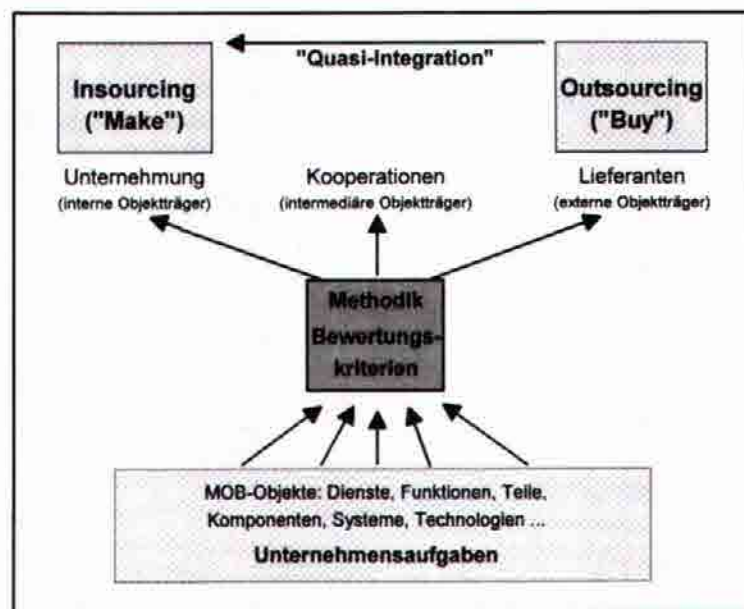 "Quasi-Integration"
Insourcing
("Make")
Outsourcing
("Buy")
Unternehmung
(interne Objektträger)
Kooperationen
(intermediäre Objektträger)
Lieferanten
(externe Objektträger)
Methodik
Bewertungs-
kriterien
MOB-Objekte: Dienste, Funktionen, Teile,
Komponenten, Systeme, Technologien ...
Unternehmensaufgaben